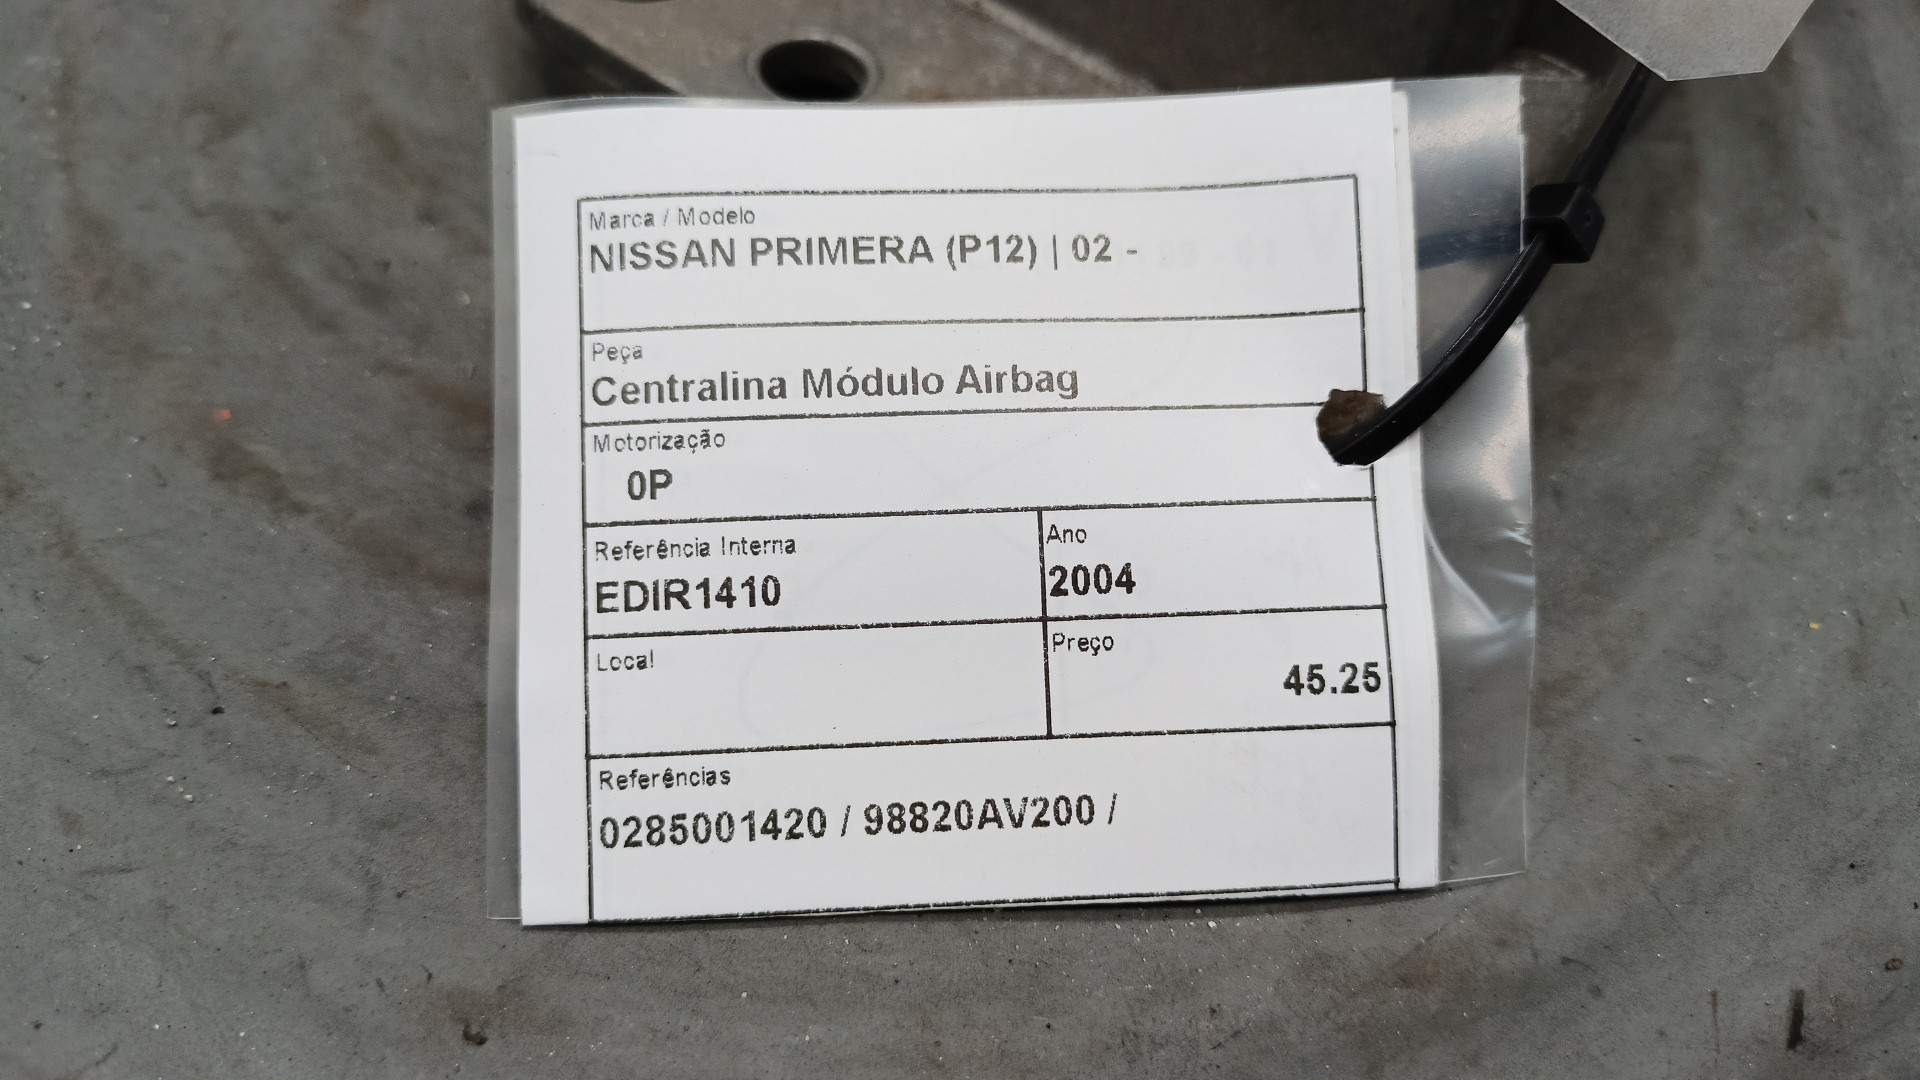 Marca / Modelo
NISSAN PRIMERA (P12) | 02 -
Peça
Centralina Módulo Airbag
Motorização
0P
Referência Interna
EDIR1410
Ano
2004
Local
Preço
45.25
Referências
0285001420 / 98820AV200 /